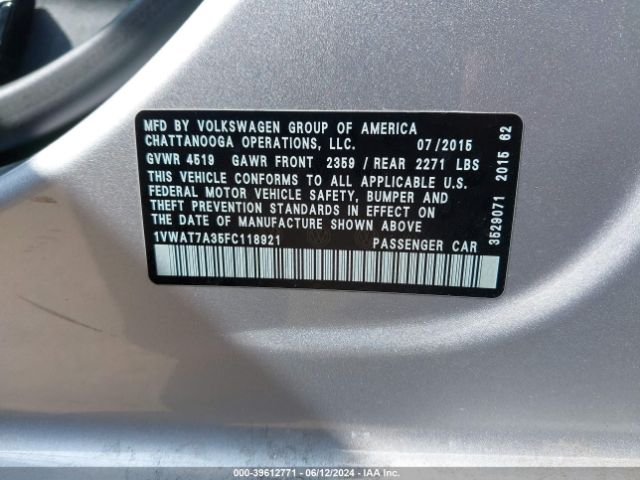 MFD BY VOLKSWAGEN GROUP OF AMERICA
CHATTANOOGA OPERATIONS, LLC. 07/2015
GVWR 4519 GAWR FRONT 2359 / REAR 2271 LBS
THIS VEHICLE CONFORMS TO ALL APPLICABLE U.S.
FEDERAL MOTOR VEHICLE SAFETY, BUMPER AND
THEFT PREVENTION STANDARDS IN EFFECT ON
THE DATE OF MANUFACTURE SHOWN ABOVE
1VWAT7A35FC118921 PASSENGER CAR
3529071 2015 62
000-39612771 - 06/12/2024 - IAA Inc.